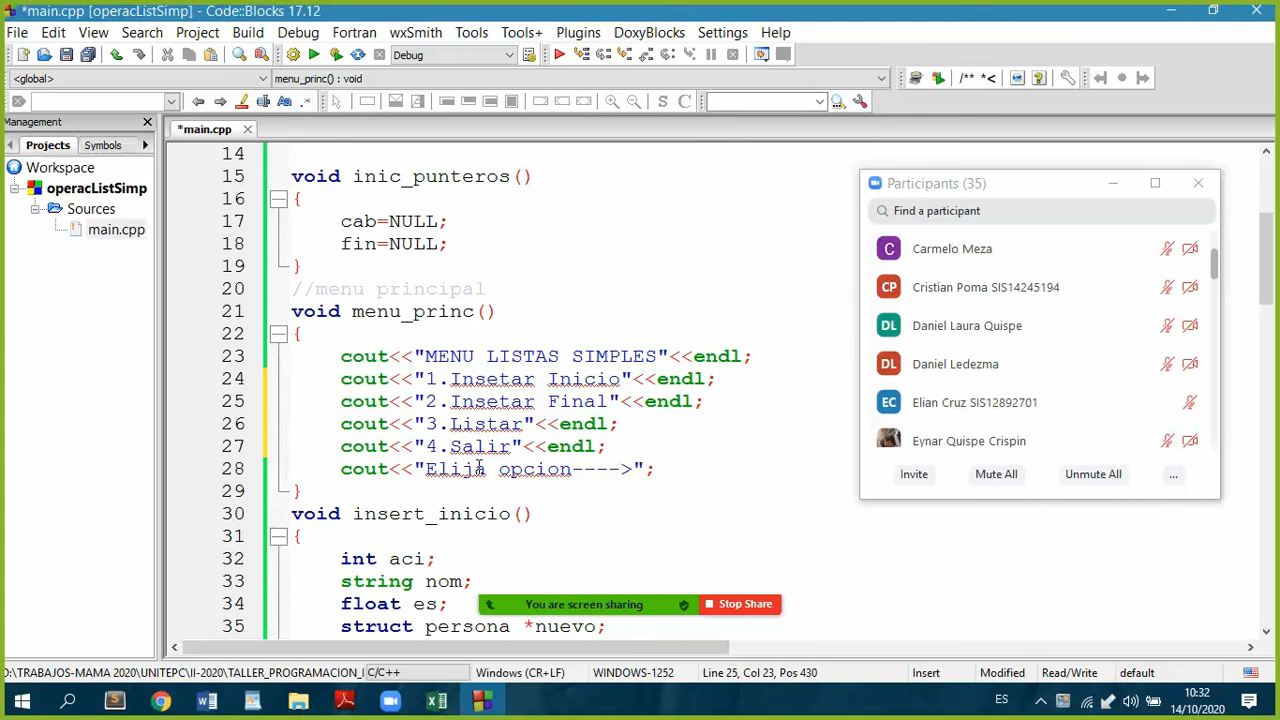 *main.cpp [operacListSimp] - Code::Blocks 17.12
File Edit View Search Project Build Debug Fortran wxSmith Tools Tools+ Plugins DoxyBlocks Settings Help
Debug
<global> menu_princ() : void /** *<
Aa .* S C
Management *main.cpp
Projects Symbols
Workspace
operacListSimp
Sources
main.cpp
14
15 void inic_punteros()
16 {
17 cab=NULL;
18 fin=NULL;
19 }
20 //menu principal
21 void menu_princ()
22 {
23 cout<<"MENU LISTAS SIMPLES"<<endl;
24 cout<<"1.Insetar Inicio"<<endl;
25 cout<<"2.Insetar Final"<<endl;
26 cout<<"3.Listar"<<endl;
27 cout<<"4.Salir"<<endl;
28 cout<<"Elija opcion---->";
29 }
30 void insert_inicio()
31 {
32 int aci;
33 string nom;
34 float es;
35 struct persona *nuevo;
Participants (35)
Find a participant
C Carmelo Meza
CP Cristian Poma SIS14245194
DL Daniel Laura Quispe
DL Daniel Ledezma
EC Elian Cruz SIS12892701
Eynar Quispe Crispin
Invite Mute All Unmute All ...
You are screen sharing Stop Share
D:\TRABAJOS-MAMA 2020\UNITEPC\II-2020\TALLER_PROGRAMACION_I C/C++ Windows (CR+LF) WINDOWS-1252 Line 25, Col 23, Pos 430 Insert Modified Read/Write default
ES 10:32
14/10/2020